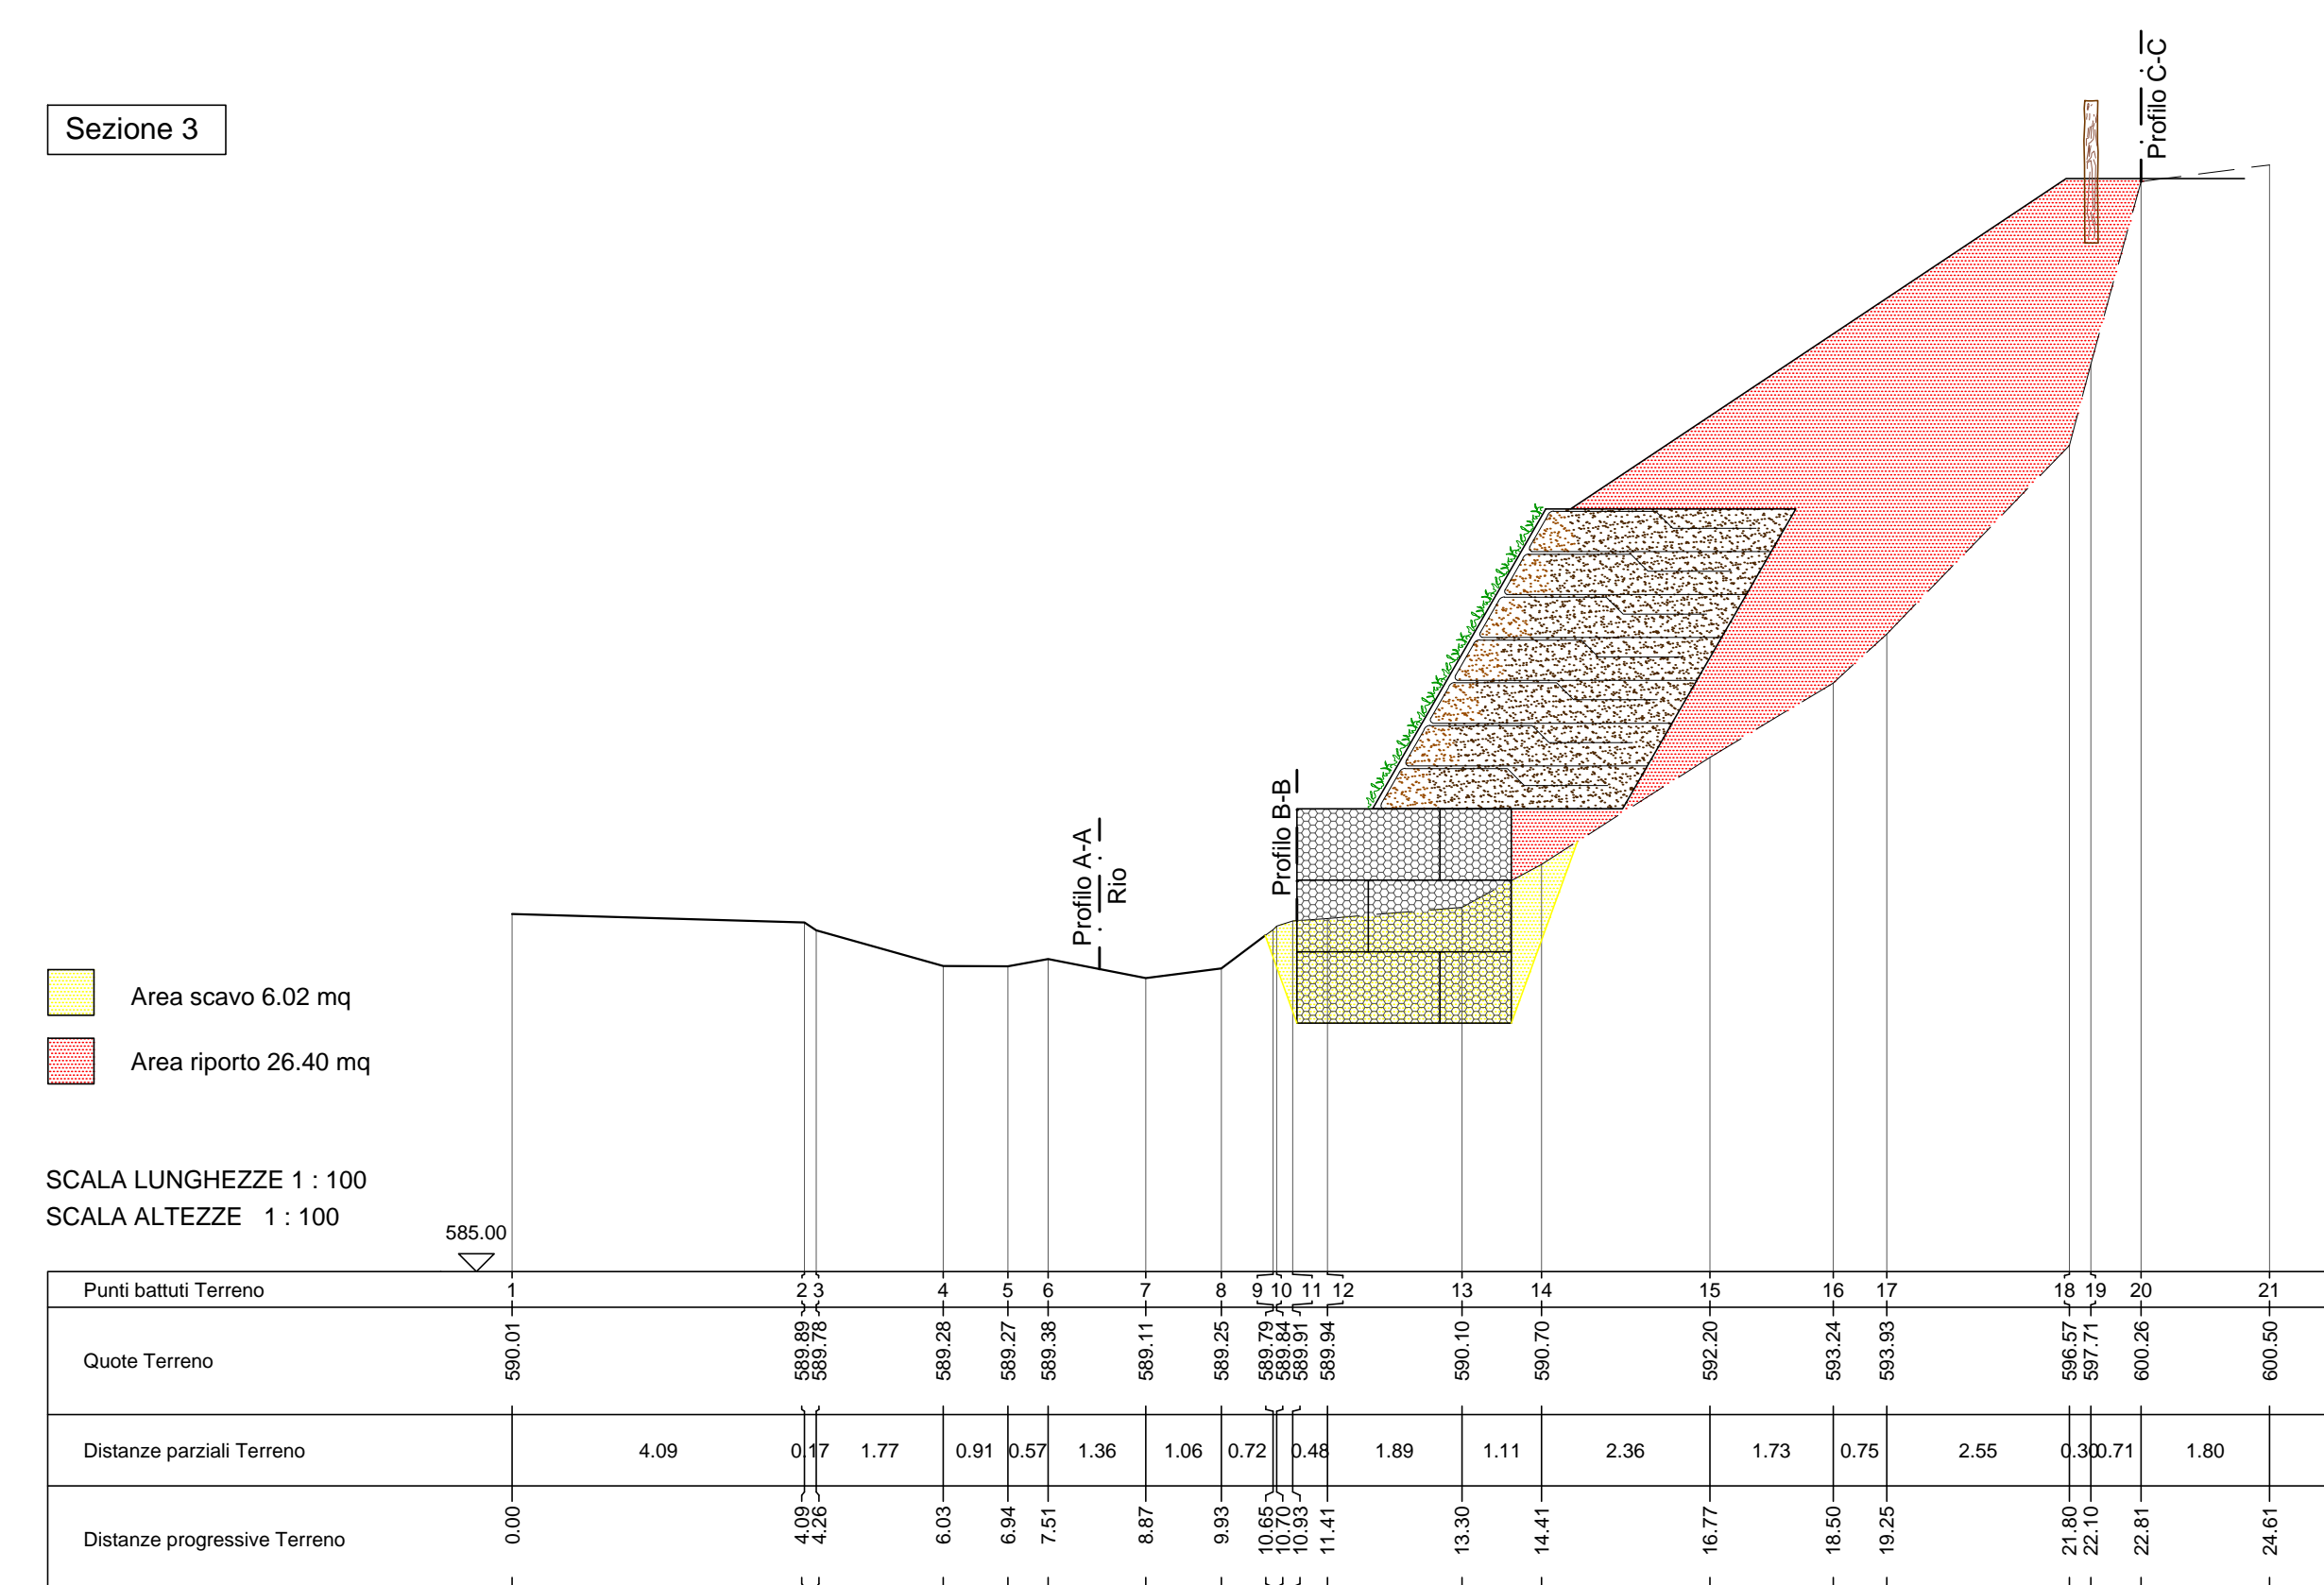 Profilo C-C
Sezione 3
Profilo B-B
Profilo A-A
Rio
Area scavo 6.02 mq
Area riporto 26.40 mq
SCALA LUNGHEZZE 1 : 100
SCALA ALTEZZE 1 : 100
585.00
Punti battuti Terreno 1 2 3 4 5 6 7 8 9 10 11 12 13 14 15 16 17 18 19 20 21
Quote Terreno 590.01 589.89 589.78 589.28 589.27 589.38 589.11 589.25 589.79 589.84 589.91 589.94 590.10 590.70 592.20 593.24 593.93 596.57 597.71 600.26 600.50
Distanze parziali Terreno 4.09 0.17 1.77 0.91 0.57 1.36 1.06 0.72 0.48 1.89 1.11 2.36 1.73 0.75 2.55 0.30 0.71 1.80
Distanze progressive Terreno 0.00 4.09 4.26 6.03 6.94 7.51 8.87 9.93 10.65 10.70 10.93 11.41 13.30 14.41 16.77 18.50 19.25 21.80 22.10 22.81 24.61